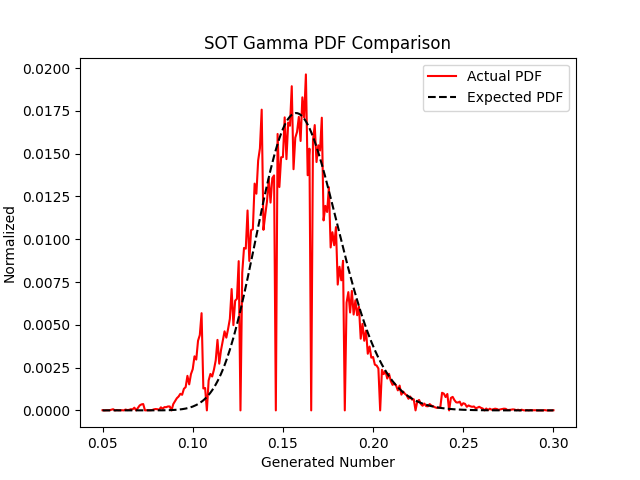 SOT Gamma PDF Comparison
Actual PDF
Expected PDF
Normalized
0.0200
0.0175
0.0150
0.0125
0.0100
0.0075
0.0050
0.0025
0.0000
0.05 0.10 0.15 0.20 0.25 0.30
Generated Number